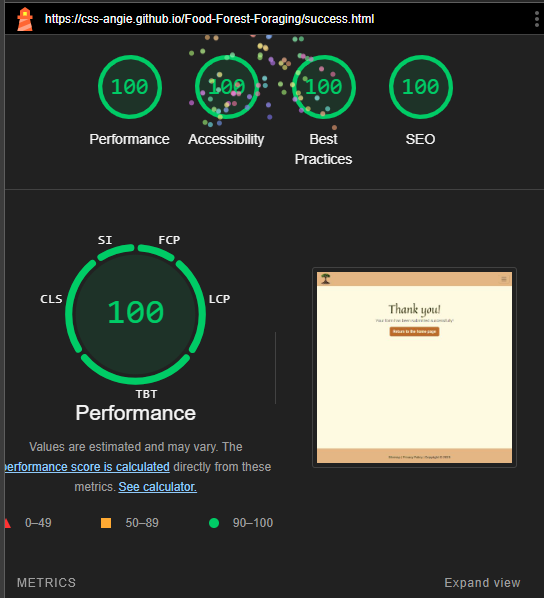 https://css-angie.github.io/Food-Forest-Foraging/success.html
100 100 100 100
Performance Accessibility Best Practices SEO
SI FCP
CLS LCP
100
TBT
Performance
Values are estimated and may vary. The
performance score is calculated directly from these
metrics. See calculator.
0–49 50–89 90–100
Thank you!
Your form has been submitted successfully!
Return to the home page
METRICS Expand view